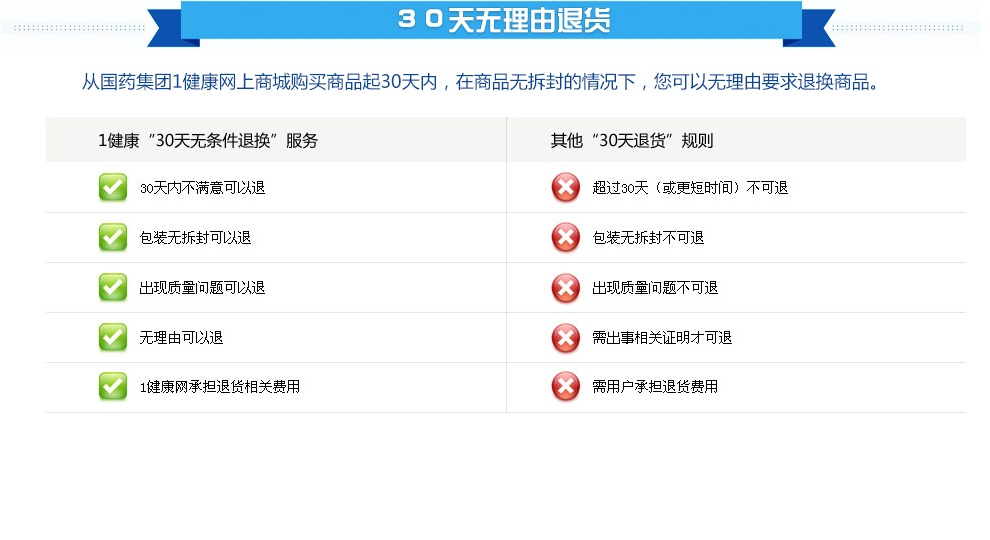 30天无理由退货
从国药集团1健康网上商城购买商品起30天内，在商品无拆封的情况下，您可以无理由要求退换商品。
1健康“30天无条件退换”服务
其他“30天退货”规则
30天内不满意可以退
超过30天（或更短时间）不可退
包装无拆封可以退
包装无拆封不可退
出现质量问题可以退
出现质量问题不可退
无理由可以退
需出事相关证明才可退
1健康网承担退货相关费用
需用户承担退货费用